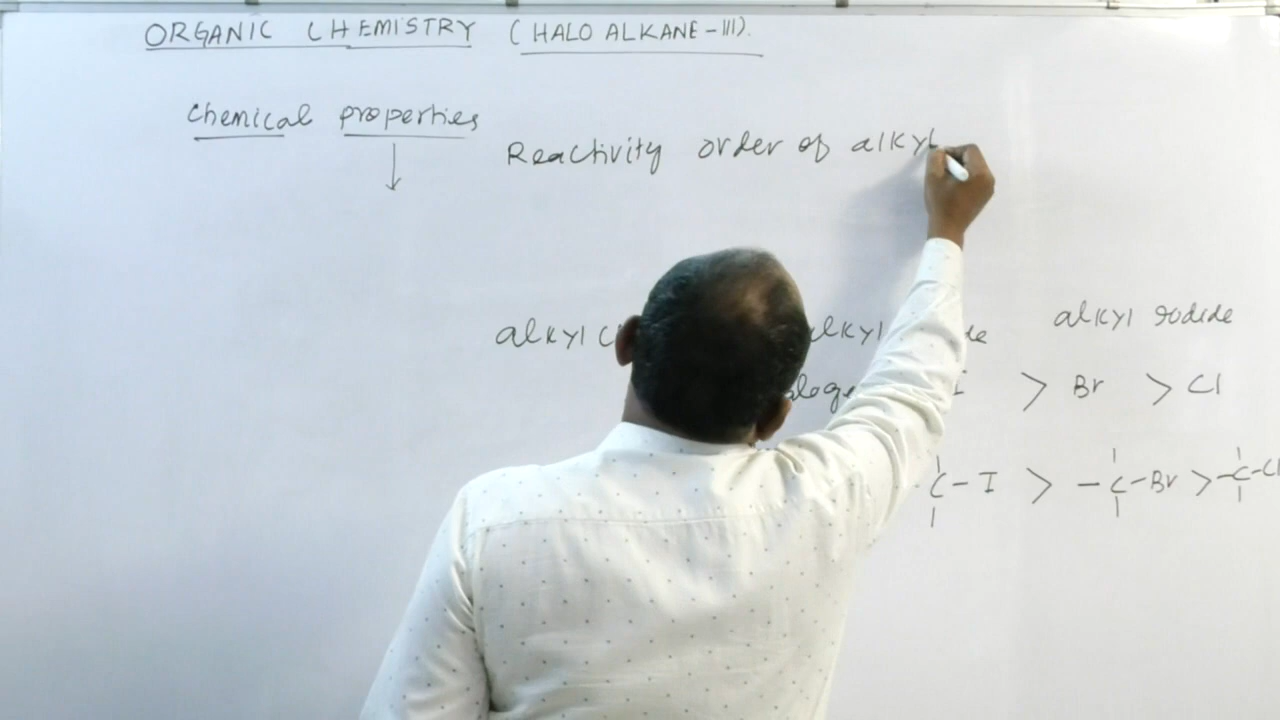 ORGANIC CHEMISTRY (HALO ALKANE-III).
Chemical properties
Reactivity order of alkyl
alkyl alkyl alkyl Iodide
I > Br > Cl
C-I > -C-Br > -C-Cl